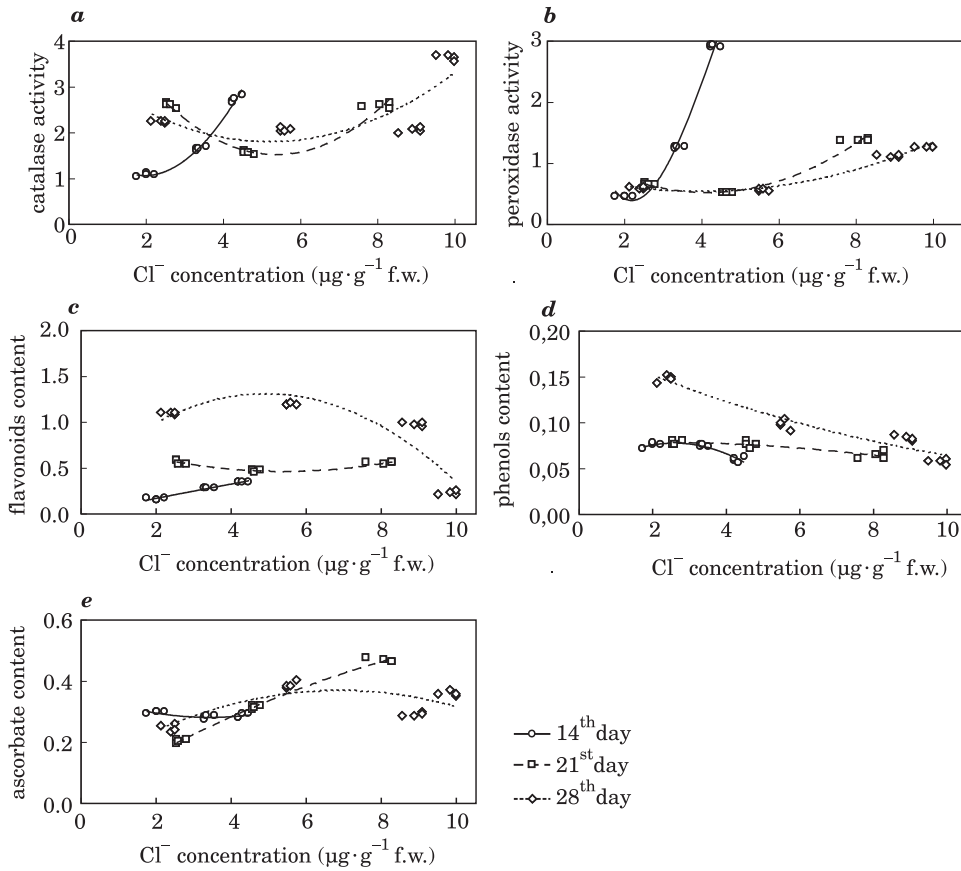 a
catalase activity
4
3
2
1
0
0 2 4 6 8 10
Cl⁻ concentration (µg·g⁻¹ f.w.)
b
peroxidase activity
3
2
1
0
0 2 4 6 8 10
Cl⁻ concentration (µg·g⁻¹ f.w.)
c
flavonoids content
2.0
1.5
1.0
0.5
0.0
0 2 4 6 8 10
Cl⁻ concentration (µg·g⁻¹ f.w.)
d
phenols content
0,20
0,15
0,10
0,05
0,00
0 2 4 6 8 10
Cl⁻ concentration (µg·g⁻¹ f.w.)
e
ascorbate content
0.6
0.4
0.2
0.0
0 2 4 6 8 10
Cl⁻ concentration (µg·g⁻¹ f.w.)
14ᵗʰ day
21ˢᵗ day
28ᵗʰ day